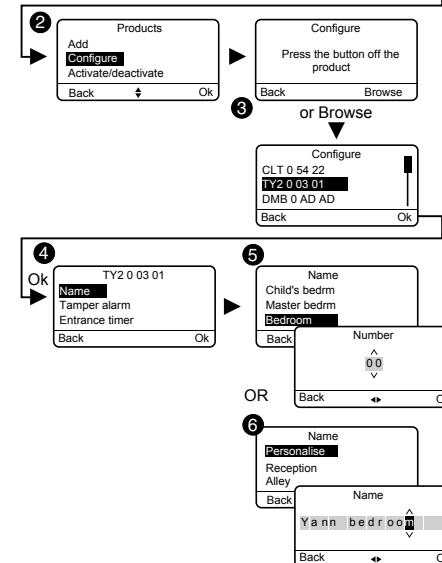 2
Products
Add
Configure
Activate/deactivate
Back
Ok
Configure
Press the button off the
product
Back
Browse
3
or Browse
Configure
CLT 0 54 22
TY2 0 03 01
DMB 0 AD AD
Back
Ok
4
Ok
TY2 0 03 01
Name
Tamper alarm
Entrance timer
Back
Ok
5
Name
Child's bedrm
Master bedrm
Bedroom
Back
Number
00
Back
OR
6
Name
Personalise
Reception
Alley
Back
Name
Yann bedroom
Back